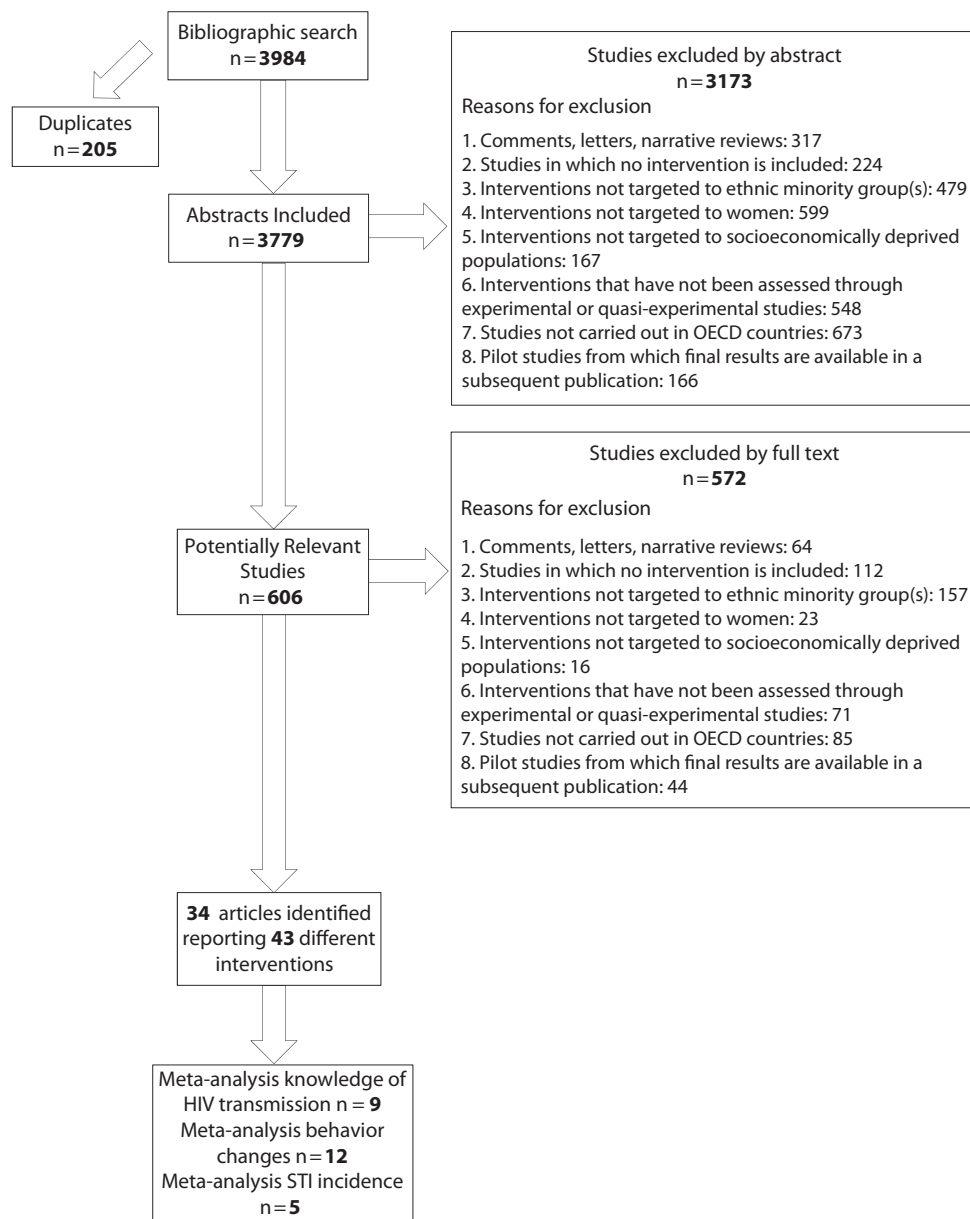 Bibliographic search
n=3984
Duplicates
n=205
Abstracts Included
n=3779
Studies excluded by abstract
n=3173
Reasons for exclusion
1. Comments, letters, narrative reviews: 317
2. Studies in which no intervention is included: 224
3. Interventions not targeted to ethnic minority group(s): 479
4. Interventions not targeted to women: 599
5. Interventions not targeted to socioeconomically deprived
populations: 167
6. Interventions that have not been assessed through
experimental or quasi-experimental studies: 548
7. Studies not carried out in OECD countries: 673
8. Pilot studies from which final results are available in a
subsequent publication: 166
Potentially Relevant
Studies
n=606
Studies excluded by full text
n=572
Reasons for exclusion
1. Comments, letters, narrative reviews: 64
2. Studies in which no intervention is included: 112
3. Interventions not targeted to ethnic minority group(s): 157
4. Interventions not targeted to women: 23
5. Interventions not targeted to socioeconomically deprived
populations: 16
6. Interventions that have not been assessed through
experimental or quasi-experimental studies: 71
7. Studies not carried out in OECD countries: 85
8. Pilot studies from which final results are available in a
subsequent publication: 44
34 articles identified
reporting 43 different
interventions
Meta-analysis knowledge of
HIV transmission n = 9
Meta-analysis behavior
changes n=12
Meta-analysis STI incidence
n=5